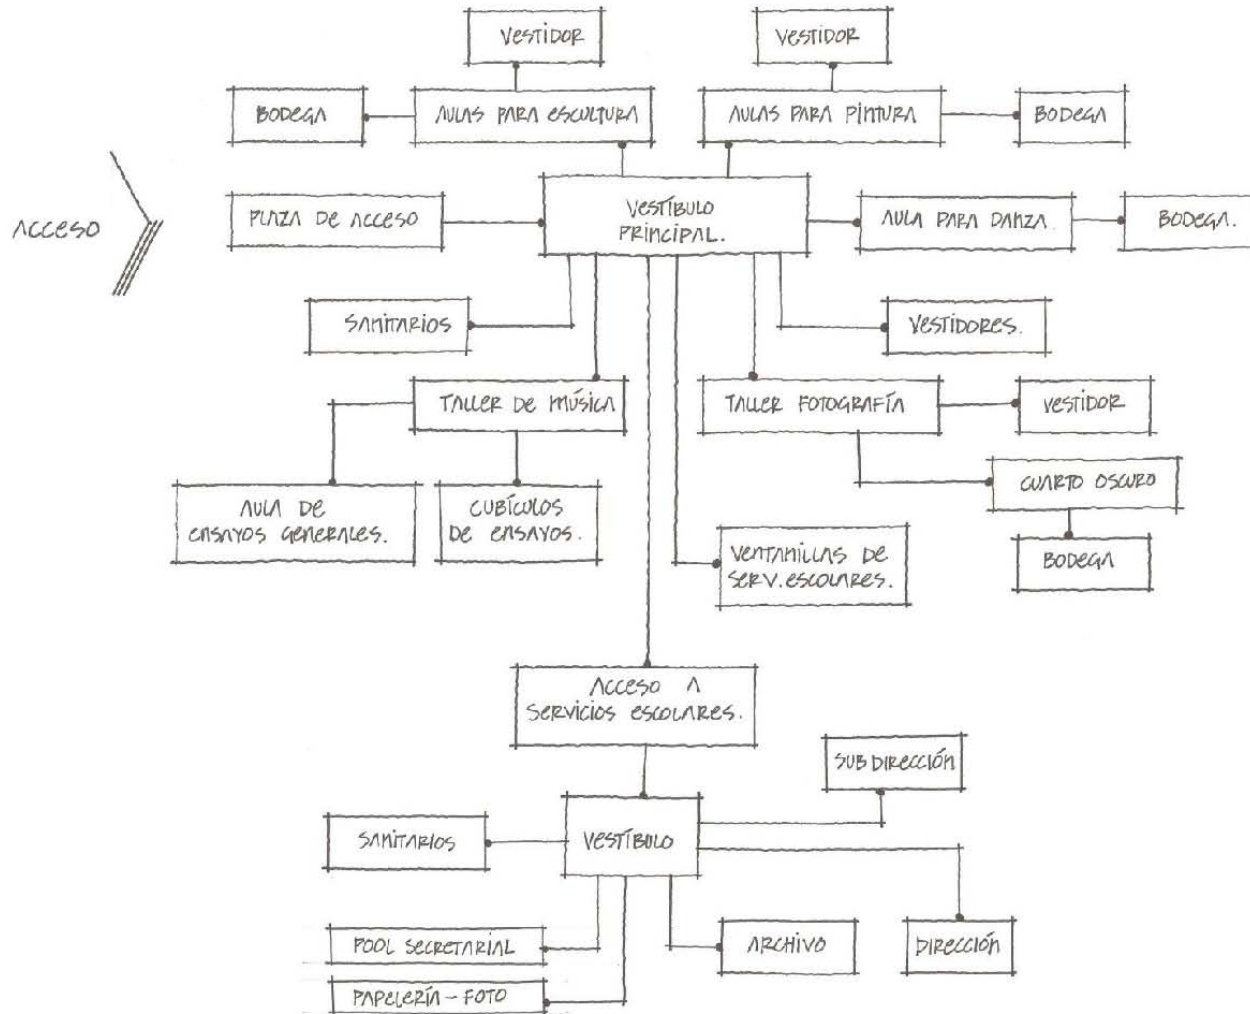 VESTIDOR
VESTIDOR
BODEGA
AULAS PARA ESCULTURA
AULAS PARA PINTURA
BODEGA
ACCESO
PLAZA DE ACCESO
VESTÍBULO
PRINCIPAL.
AULA PARA DANZA.
BODEGA.
SANITARIOS
VESTIDORES.
TALLER DE MÚSICA
TALLER FOTOGRAFÍA
VESTIDOR
AULA DE
ENSAYOS GENERALES.
CUBÍCULOS
DE ENSAYOS.
CUARTO OSCURO
VENTANILLAS DE
SERV. ESCOLARES.
BODEGA
ACCESO A
SERVICIOS ESCOLARES.
SUBDIRECCIÓN
SANITARIOS
VESTÍBULO
POOL SECRETARIAL
ARCHIVO
DIRECCIÓN
PAPELERÍA - FOTO